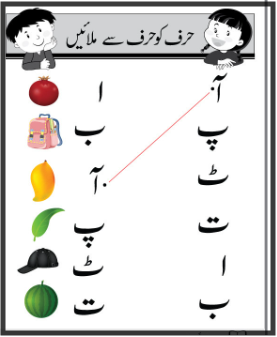 حرف کو حرف سے ملائیں
آ ا
پ ب
ٹ آ
ت پ
ا ٹ
ب ت